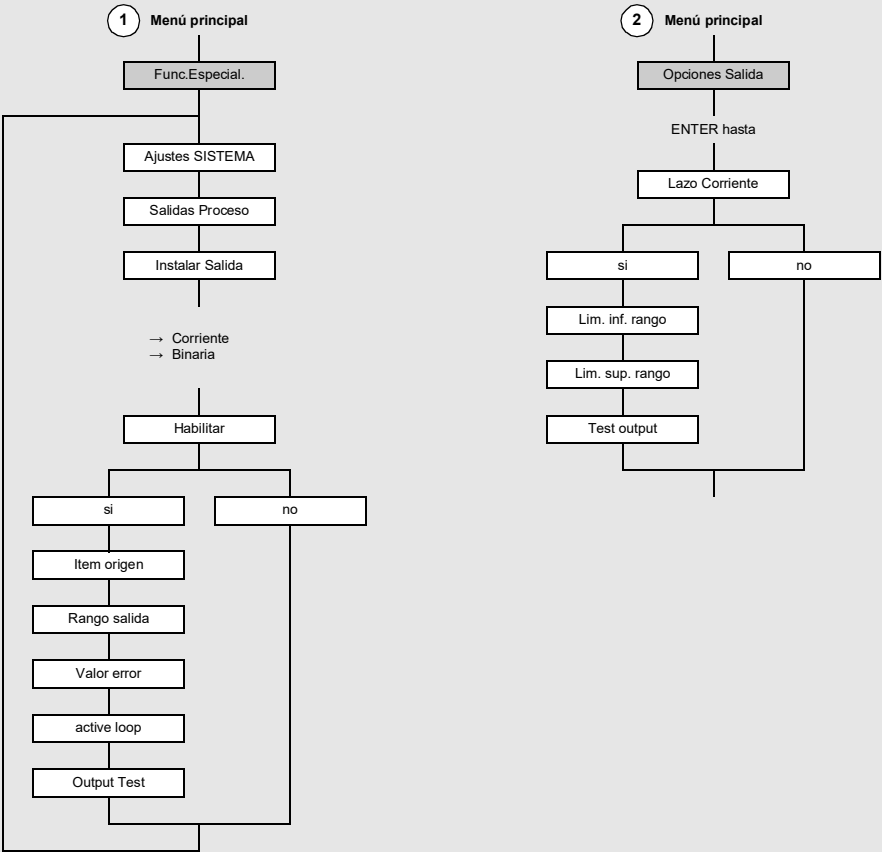 1 Menú principal
Func.Especial.
Ajustes SISTEMA
Salidas Proceso
Instalar Salida
→ Corriente
→ Binaria
Habilitar
si
no
Item origen
Rango salida
Valor error
active loop
Output Test
2 Menú principal
Opciones Salida
ENTER hasta
Lazo Corriente
si
no
Lim. inf. rango
Lim. sup. rango
Test output